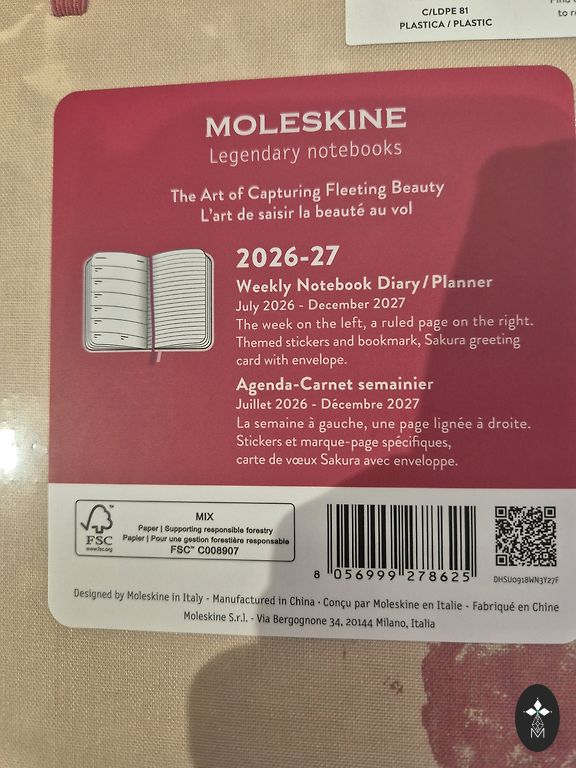 C/LDPE 81
PLASTICA / PLASTIC
to re
MOLESKINE
Legendary notebooks
The Art of Capturing Fleeting Beauty
L'art de saisir la beauté au vol
2026-27
Weekly Notebook Diary/Planner
July 2026 - December 2027
The week on the left, a ruled page on the right.
Themed stickers and bookmark, Sakura greeting
card with envelope.
Agenda-Carnet semainier
Juillet 2026 - Décembre 2027
La semaine à gauche, une page lignée à droite.
Stickers et marque-page spécifiques,
carte de vœux Sakura avec enveloppe.
FSC
www.fsc.org
MIX
Paper | Supporting responsible forestry
Papier | Pour une gestion forestière responsable
FSC™ C008907
8 056999 278625
DHSU0918WN3Y27F
Designed by Moleskine in Italy - Manufactured in China · Conçu par Moleskine en Italie - Fabriqué en Chine
Moleskine S.r.l. - Via Bergognone 34, 20144 Milano, Italia